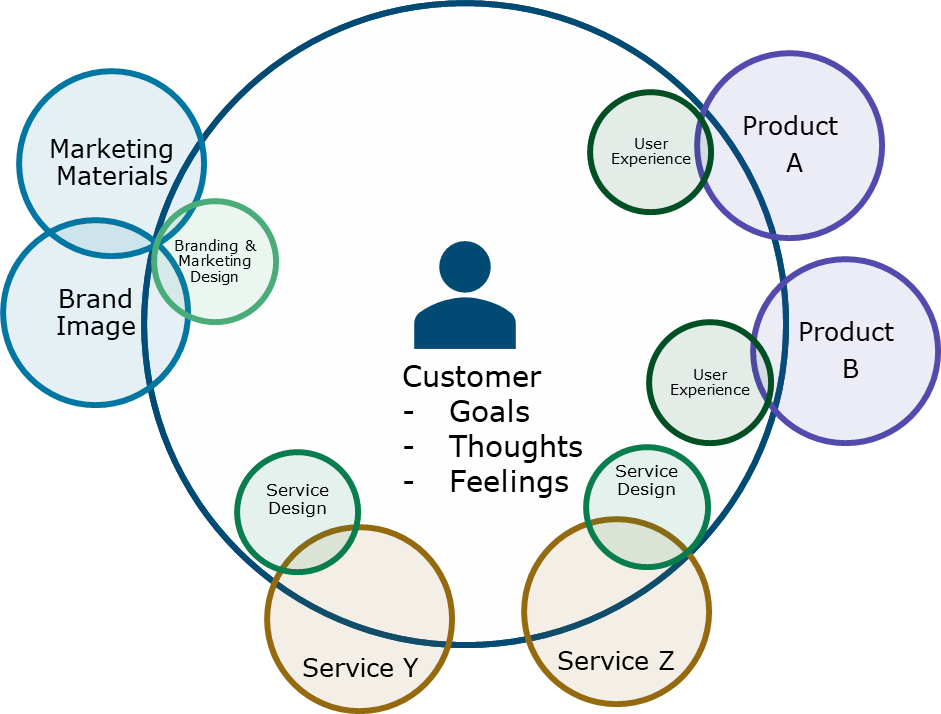 Marketing
Materials
Branding &
Marketing
Design
Brand
Image
User
Experience
Product
A
User
Experience
Product
B
Customer
- Goals
- Thoughts
- Feelings
Service
Design
Service Y
Service
Design
Service Z